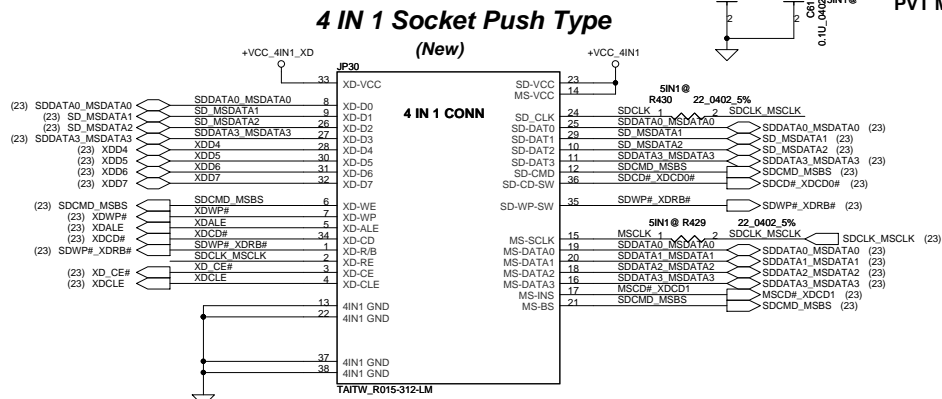 4 IN 1 Socket Push Type
(New)
PVT M
C61
0.1U_0402
5IN1@
2
2
+VCC_4IN1_XD
+VCC_4IN1
JP30
4 IN 1 CONN
33 XD-VCC
(23) SDDATA0_MSDATA0 SDDATA0_MSDATA0 8 XD-D0
(23) SD_MSDATA1 SD_MSDATA1 9 XD-D1
(23) SD_MSDATA2 SD_MSDATA2 26 XD-D2
(23) SDDATA3_MSDATA3 SDDATA3_MSDATA3 27 XD-D3
(23) XDD4 XDD4 28 XD-D4
(23) XDD5 XDD5 30 XD-D5
(23) XDD6 XDD6 31 XD-D6
(23) XDD7 XDD7 32 XD-D7
(23) SDCMD_MSBS SDCMD_MSBS 6 XD-WE
(23) XDWP# XDWP# 7 XD-WP
(23) XDALE XDALE 5 XD-ALE
(23) XDCD# XDCD# 34 XD-CD
(23) SDWP#_XDRB# SDWP#_XDRB# 1 XD-R/B
SDCLK_MSCLK 2 XD-RE
(23) XD_CE# XD_CE# 3 XD-CE
(23) XDCLE XDCLE 4 XD-CLE
13 4IN1 GND
22 4IN1 GND
37 4IN1 GND
38 4IN1 GND
TAITW_R015-312-LM
SD-VCC 23
MS-VCC 14
5IN1@
R430 22_0402_5%
SD_CLK 24 SDCLK 1 2 SDCLK_MSCLK
SD-DAT0 25 SDDATA0_MSDATA0 SDDATA0_MSDATA0 (23)
SD-DAT1 29 SD_MSDATA1 SD_MSDATA1 (23)
SD-DAT2 10 SD_MSDATA2 SD_MSDATA2 (23)
SD-DAT3 11 SDDATA3_MSDATA3 SDDATA3_MSDATA3 (23)
SD-CMD 12 SDCMD_MSBS SDCMD_MSBS (23)
SD-CD-SW 36 SDCD#_XDCD0# SDCD#_XDCD0# (23)
SD-WP-SW 35 SDWP#_XDRB# SDWP#_XDRB# (23)
5IN1@ R429 22_0402_5%
MS-SCLK 15 MSCLK 1 2 SDCLK_MSCLK SDCLK_MSCLK (23)
MS-DATA0 19 SDDATA0_MSDATA0 SDDATA0_MSDATA0 (23)
MS-DATA1 20 SDDATA1_MSDATA1 SDDATA1_MSDATA1 (23)
MS-DATA2 18 SDDATA2_MSDATA2 SDDATA2_MSDATA2 (23)
MS-DATA3 16 SDDATA3_MSDATA3 SDDATA3_MSDATA3 (23)
MS-INS 17 MSCD#_XDCD1 MSCD#_XDCD1 (23)
MS-BS 21 SDCMD_MSBS SDCMD_MSBS (23)